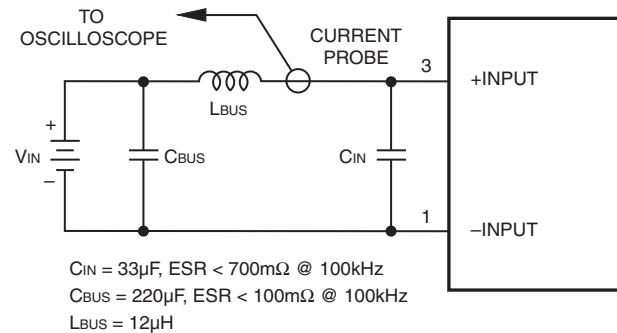 TO
OSCILLOSCOPE
CURRENT
PROBE
3
+INPUT
LBUS
+
VIN
–
CBUS
CIN
1
–INPUT
CIN = 33µF, ESR < 700mΩ @ 100kHz
CBUS = 220µF, ESR < 100mΩ @ 100kHz
LBUS = 12µH